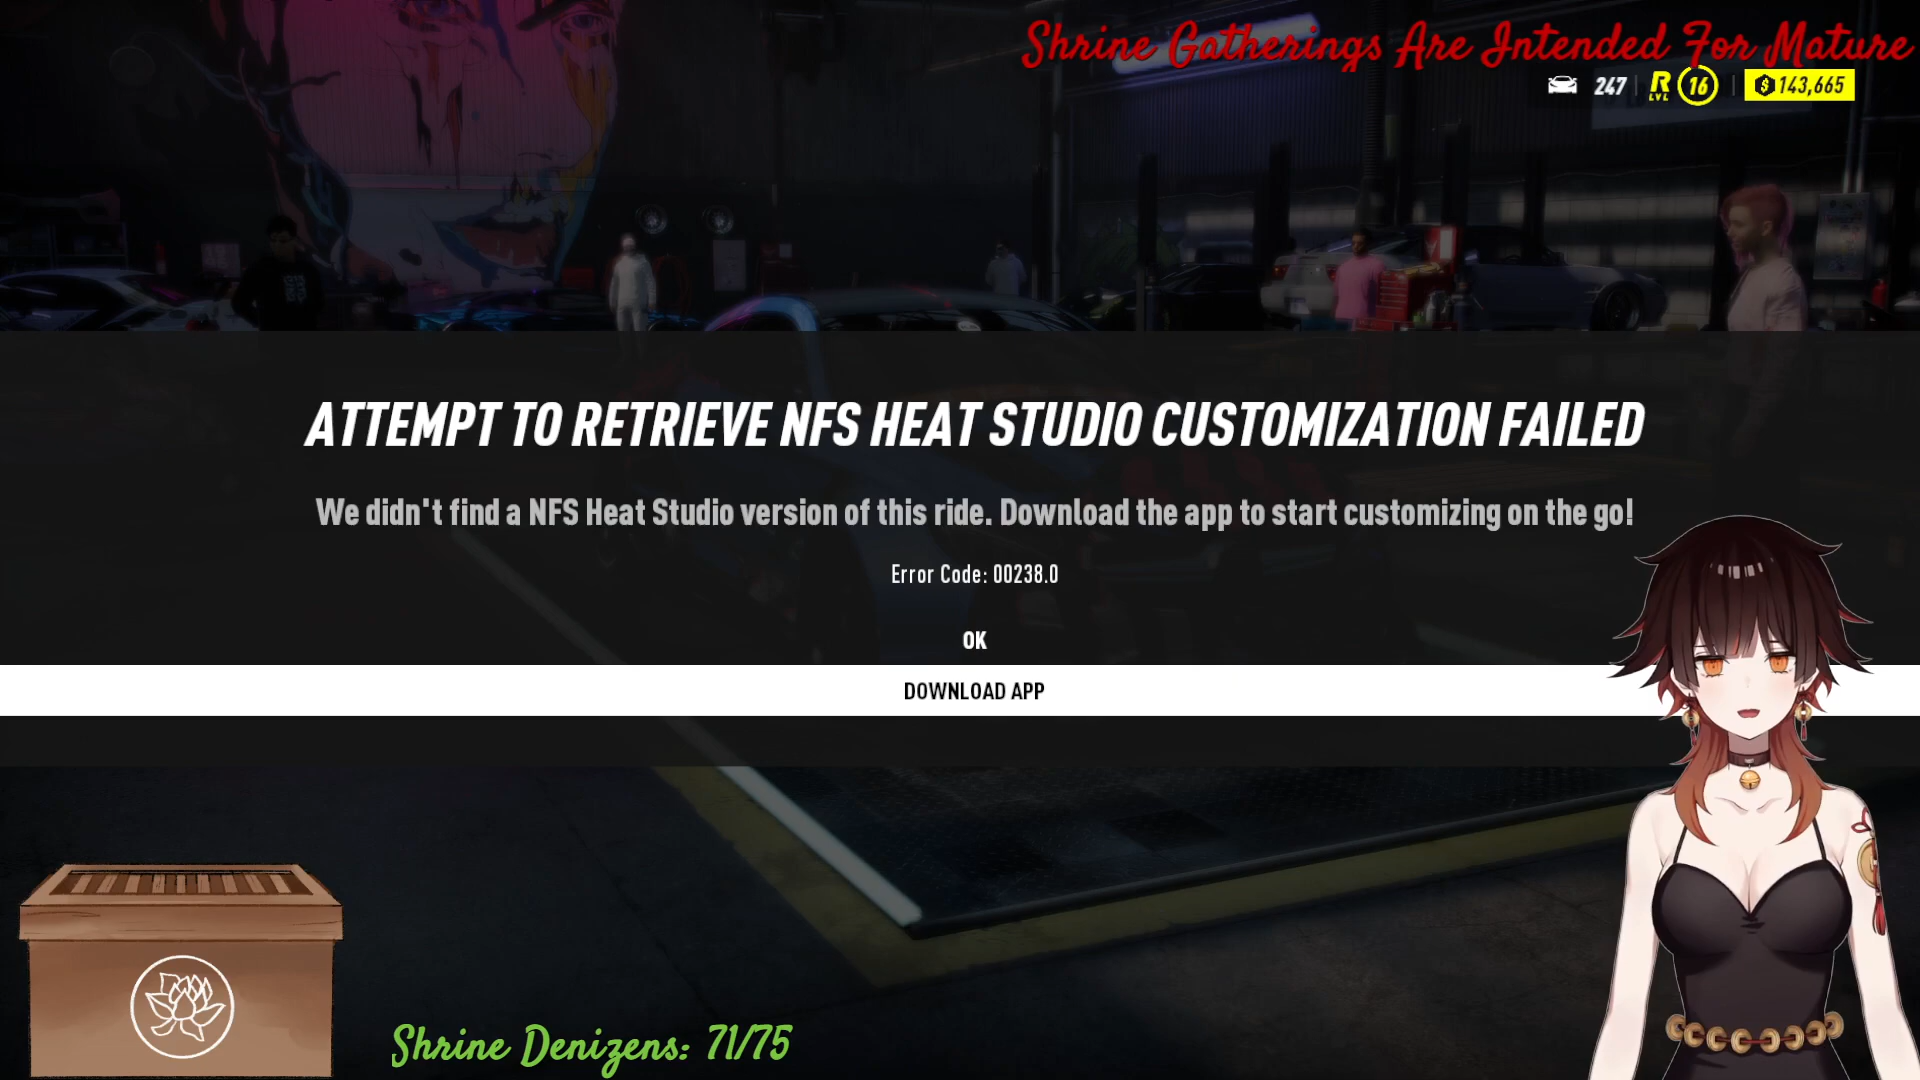 Shrine Gatherings Are Intended For Mature
247 | R LVL 16 | 143,665
ATTEMPT TO RETRIEVE NFS HEAT STUDIO CUSTOMIZATION FAILED
We didn't find a NFS Heat Studio version of this ride. Download the app to start customizing on the go!
Error Code: 00238.0
OK
DOWNLOAD APP
Shrine Denizens: 71/75